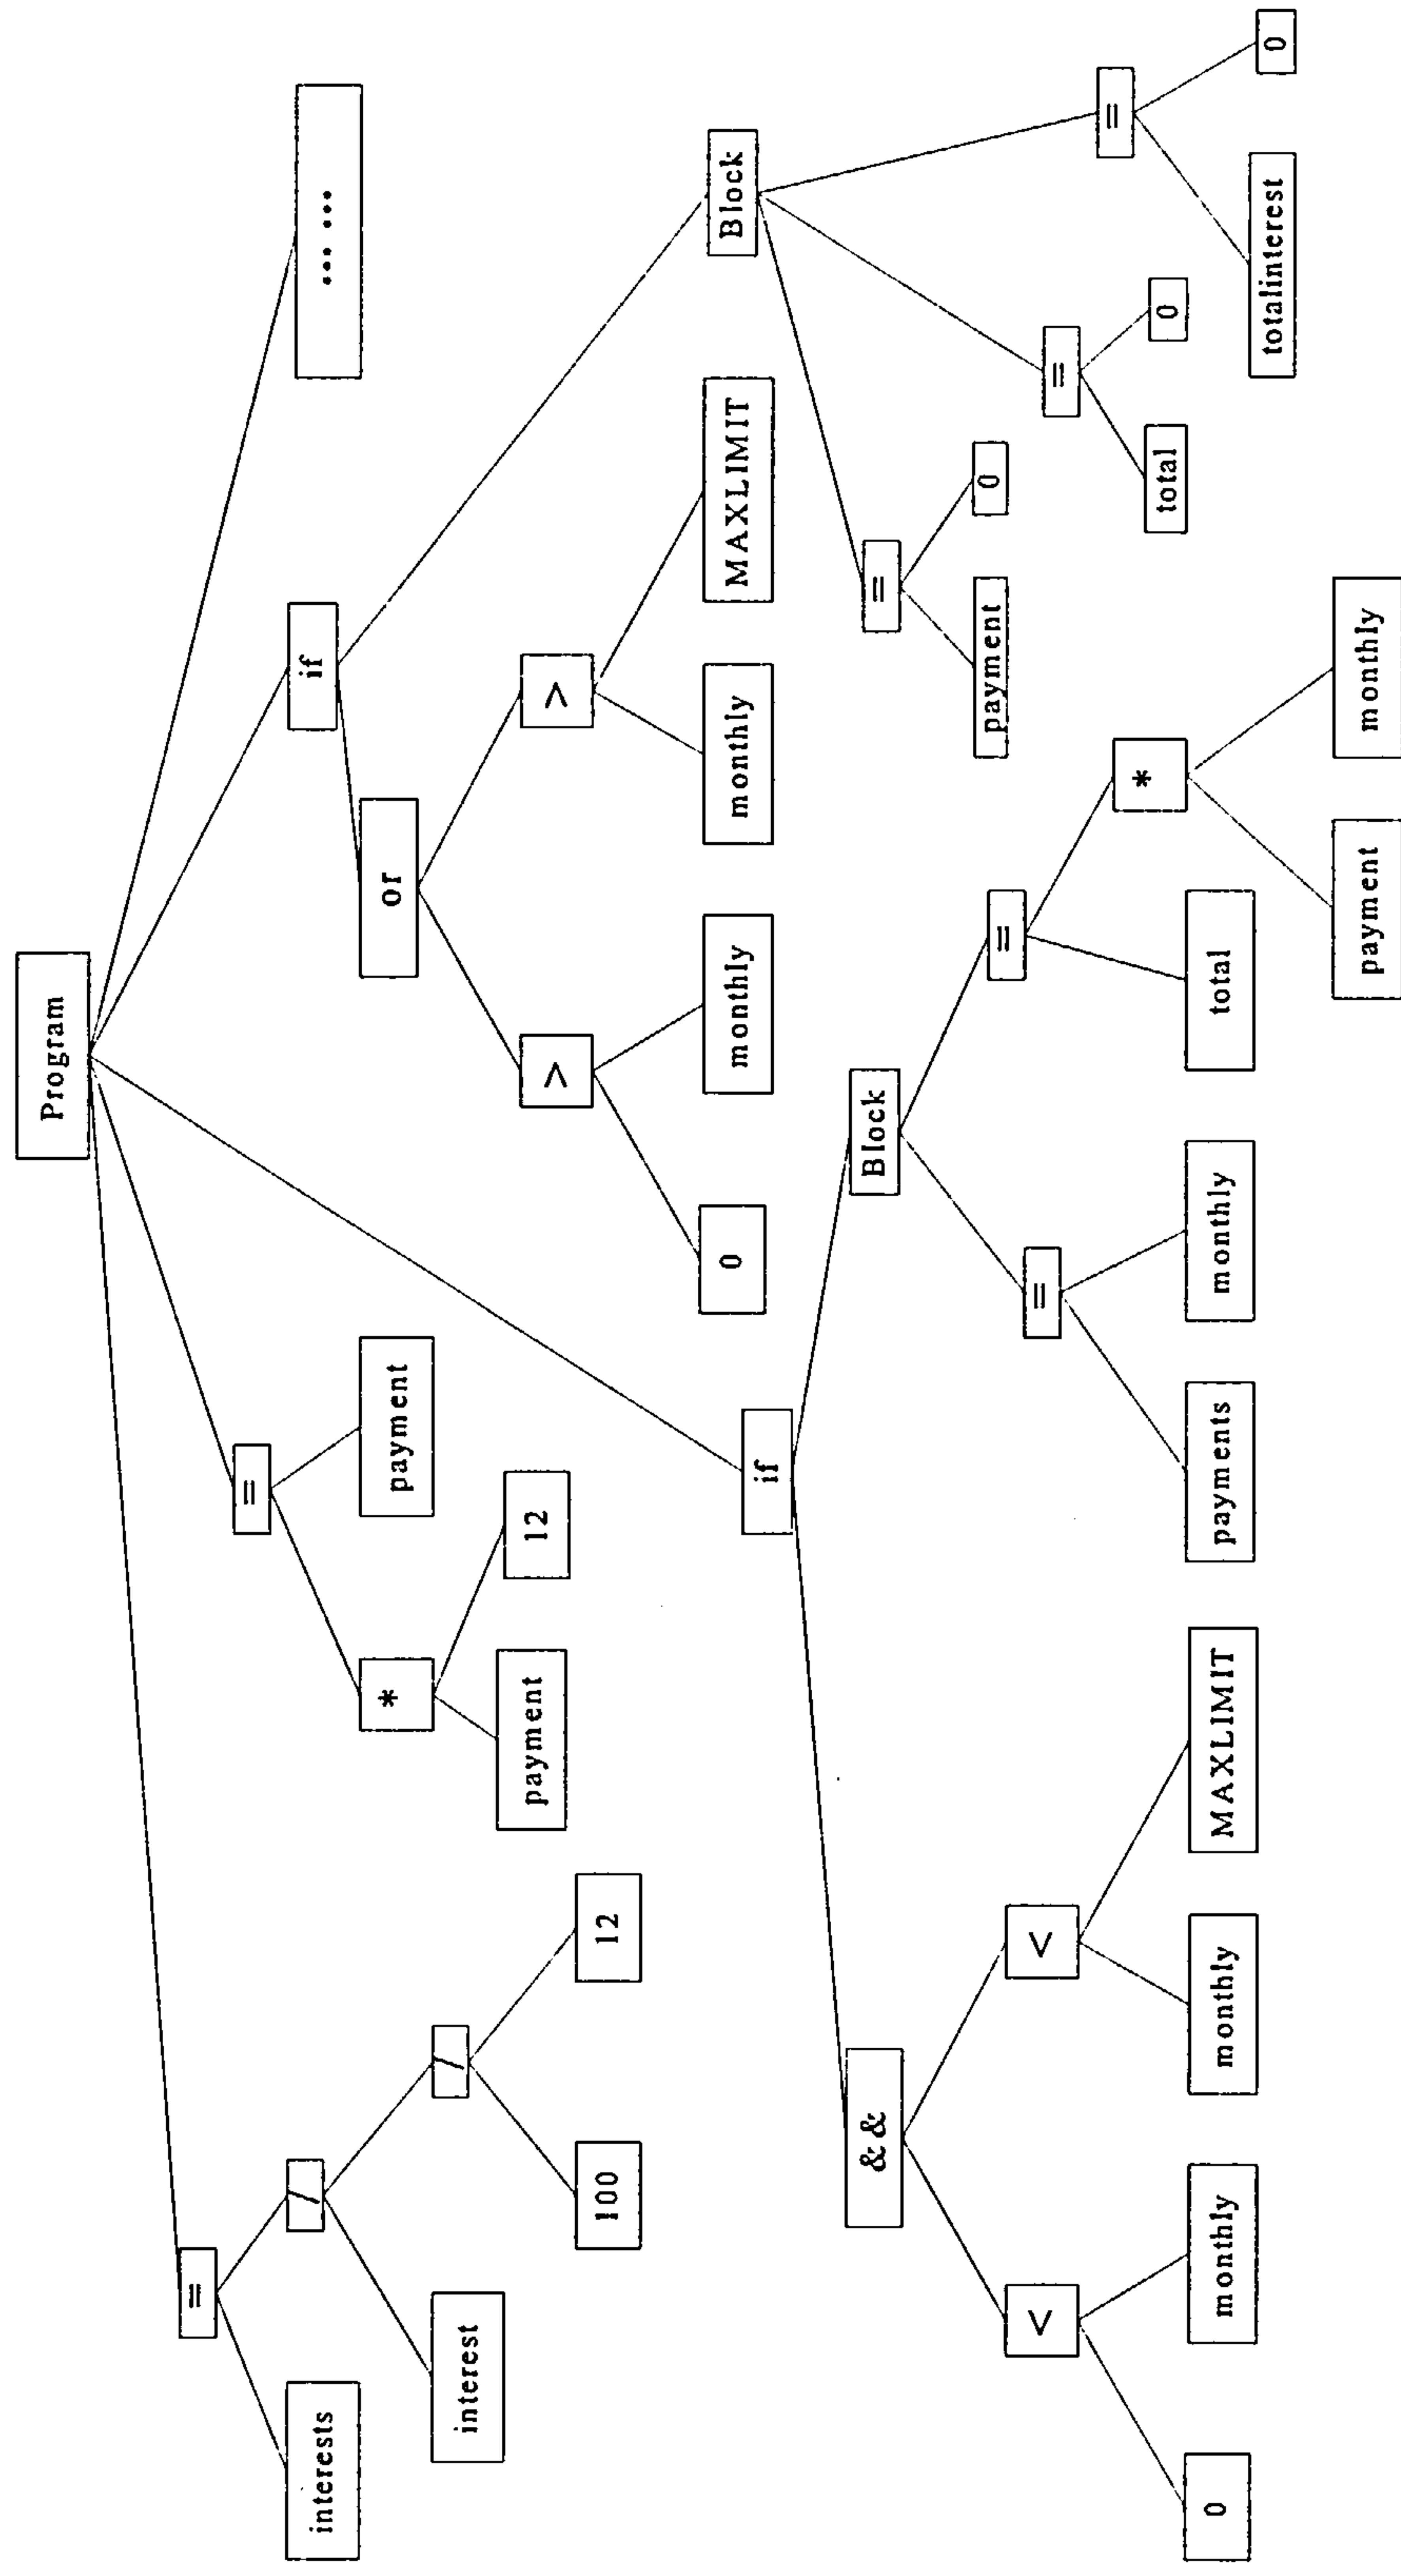 Program
=
=
interests
/
if
... ...
*
payment
or
interest
/
payment
12
>
>
100
12
0
monthly
monthly
MAXLIMIT
Block
if
&&
Block
=
payment
0
<
<
=
=
=
=
*
total
0
0
monthly
monthly
MAXLIMIT
payments
monthly
total
totalinterest
0
payment
monthly